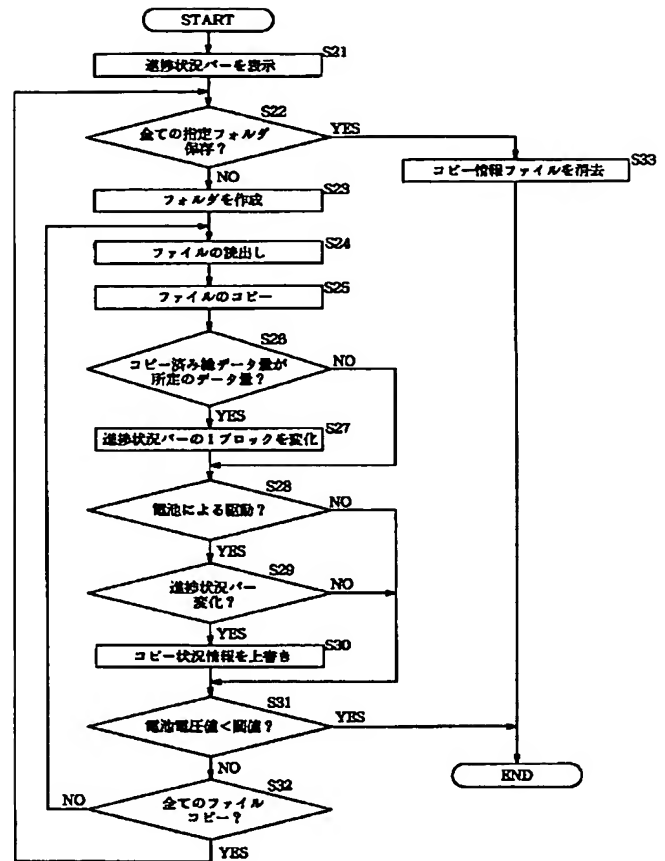 START
S21
進捗状況バーを表示
S22
全ての指定フォルダ
保存？
YES
NO
S33
コピー情報ファイルを消去
S23
フォルダを作成
S24
ファイルの読出し
S25
ファイルのコピー
S26
コピー済み総データ量が
所定のデータ量？
NO
YES
S27
進捗状況バーの1ブロックを変化
S28
電池による駆動？
NO
YES
S29
進捗状況バー
変化？
NO
YES
S30
コピー状況情報を上書き
S31
電池電圧値＜閾値？
YES
NO
END
S32
全てのファイル
コピー？
NO
YES